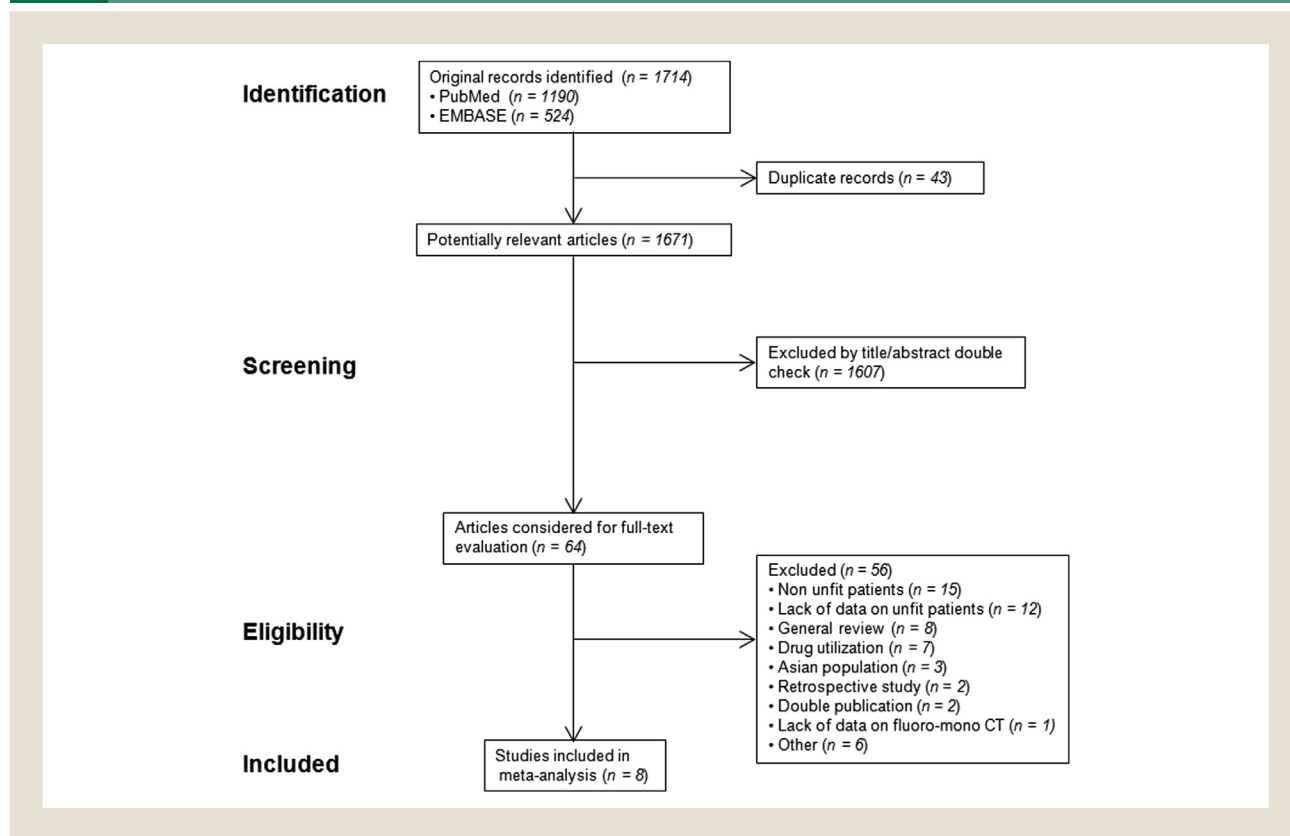 Identification
Original records identified (n = 1714)
• PubMed (n = 1190)
• EMBASE (n = 524)
Duplicate records (n = 43)
Potentially relevant articles (n = 1671)
Screening
Excluded by title/abstract double
check (n = 1607)
Articles considered for full-text
evaluation (n = 64)
Eligibility
Excluded (n = 56)
• Non unfit patients (n = 15)
• Lack of data on unfit patients (n = 12)
• General review (n = 8)
• Drug utilization (n = 7)
• Asian population (n = 3)
• Retrospective study (n = 2)
• Double publication (n = 2)
• Lack of data on fluoro-mono CT (n = 1)
• Other (n = 6)
Included
Studies included in
meta-analysis (n = 8)